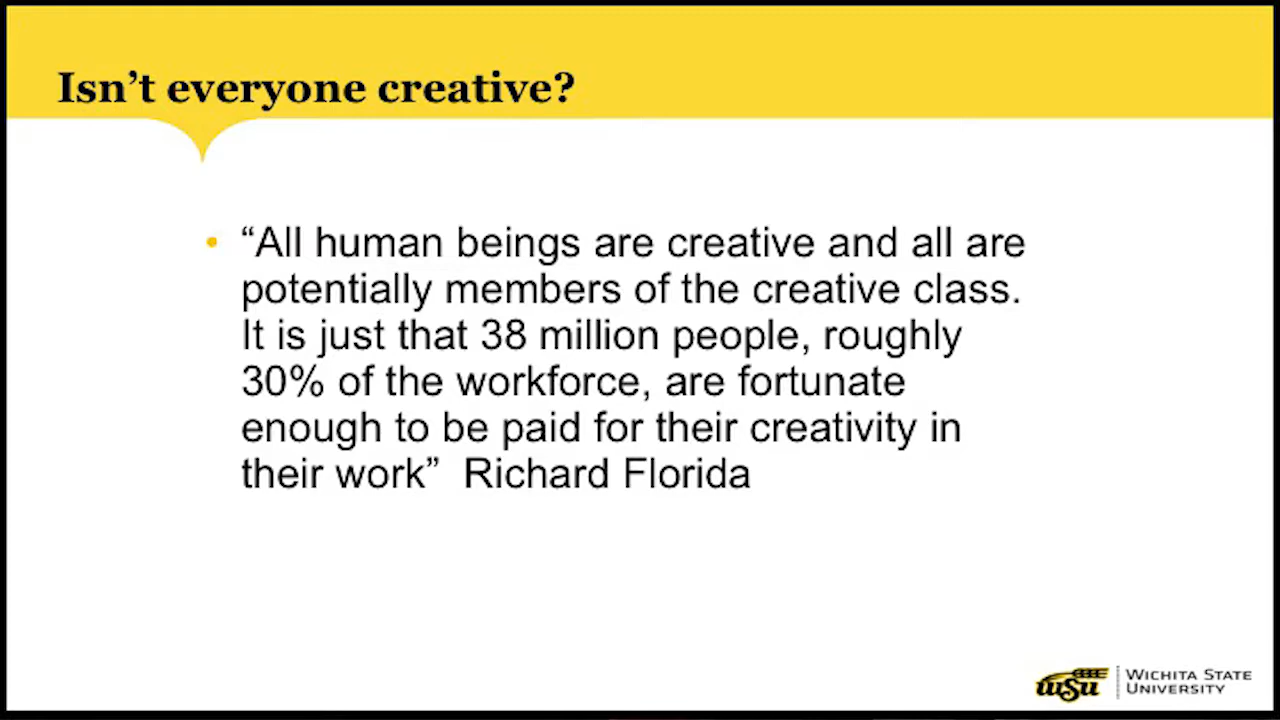 Isn’t everyone creative?
• “All human beings are creative and all are
potentially members of the creative class.
It is just that 38 million people, roughly
30% of the workforce, are fortunate
enough to be paid for their creativity in
their work”  Richard Florida
wsu
WICHITA STATE
UNIVERSITY